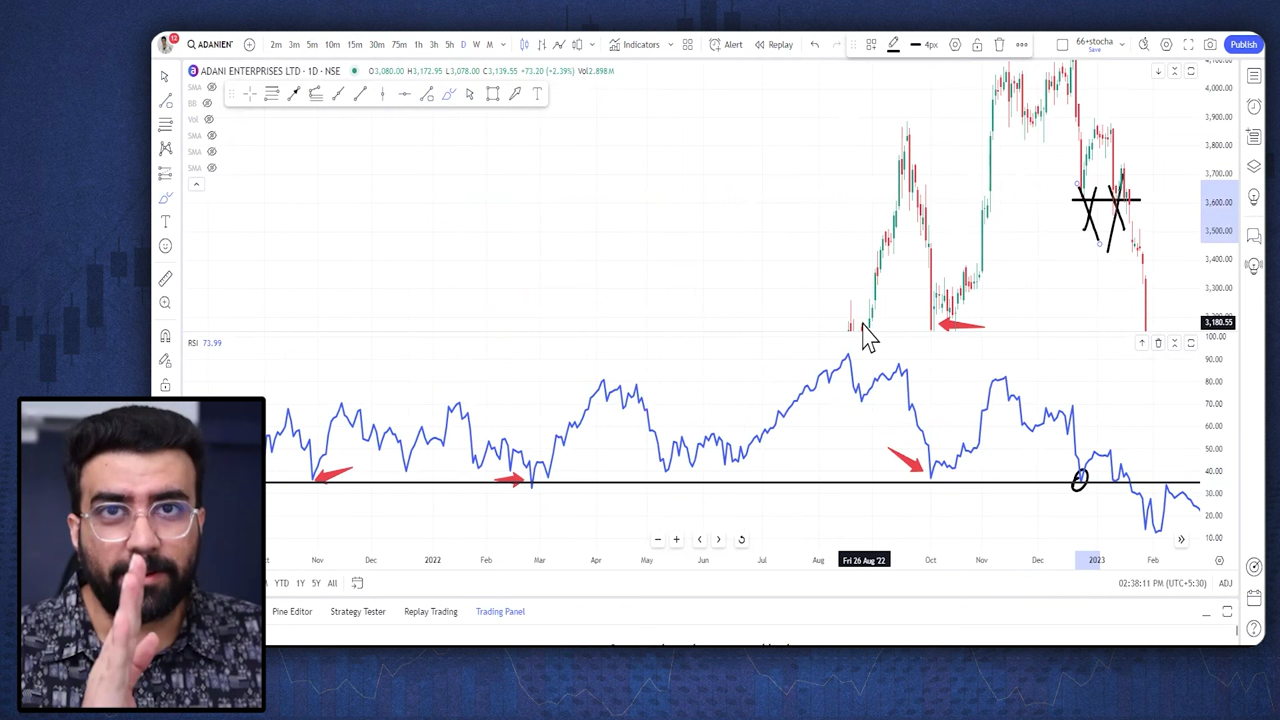 12
ADANIEN
2m 3m 5m 10m 15m 30m 75m 1h 3h 5h D W M
Indicators
Alert
Replay
4px
66+stocha
Save
Publish
ADANI ENTERPRISES LTD · 1D · NSE
O3,080.00 H3,172.95 L3,078.00 C3,139.55 +73.20 (+2.39%) Vol2.898M
SMA
BB
Vol
SMA
SMA
SMA
4,000.00
3,900.00
3,800.00
3,700.00
3,600.00
3,500.00
3,400.00
3,300.00
3,180.55
RSI 73.99
100.00
90.00
80.00
70.00
60.00
50.00
40.00
30.00
20.00
10.00
Nov Dec 2022 Feb Mar Apr May Jun Jul Aug Fri 26 Aug '22 Oct Nov Dec 2023 Feb
YTD 1Y 5Y All
02:38:11 PM (UTC+5:30)
ADJ
Pine Editor
Strategy Tester
Replay Trading
Trading Panel